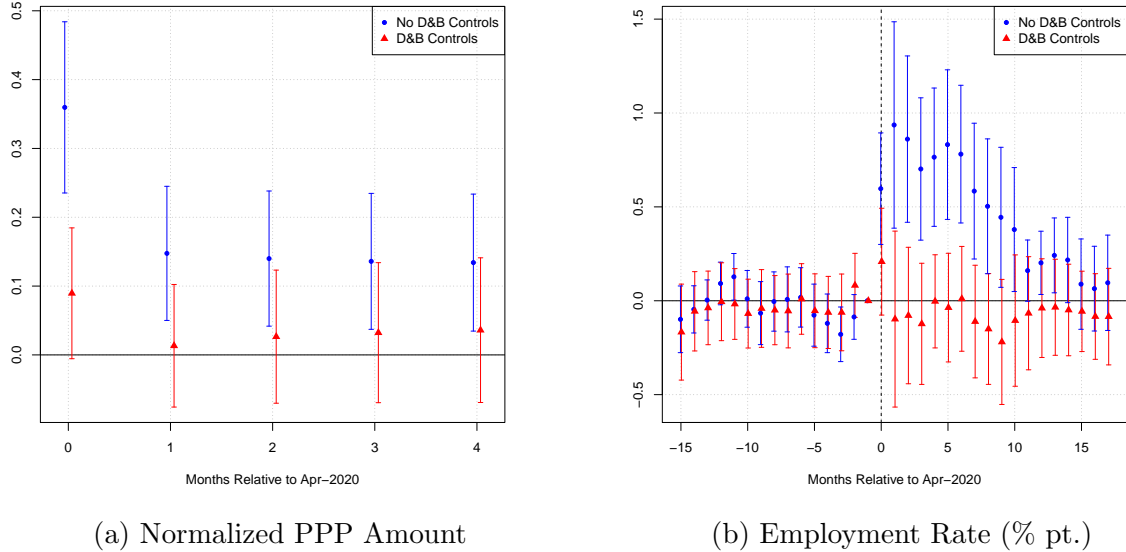 0.5
0.4
0.3
0.2
0.1
0.0
No D&B Controls
D&B Controls
0 1 2 3 4
Months Relative to Apr−2020
(a) Normalized PPP Amount
1.5
1.0
0.5
0.0
−0.5
No D&B Controls
D&B Controls
−15 −10 −5 0 5 10 15
Months Relative to Apr−2020
(b) Employment Rate (% pt.)